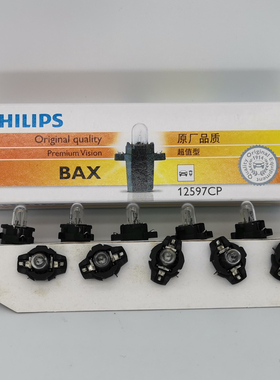 PHILIPS
Original quality
Premium Vision
BAX
原厂品质
超值型
12597CP